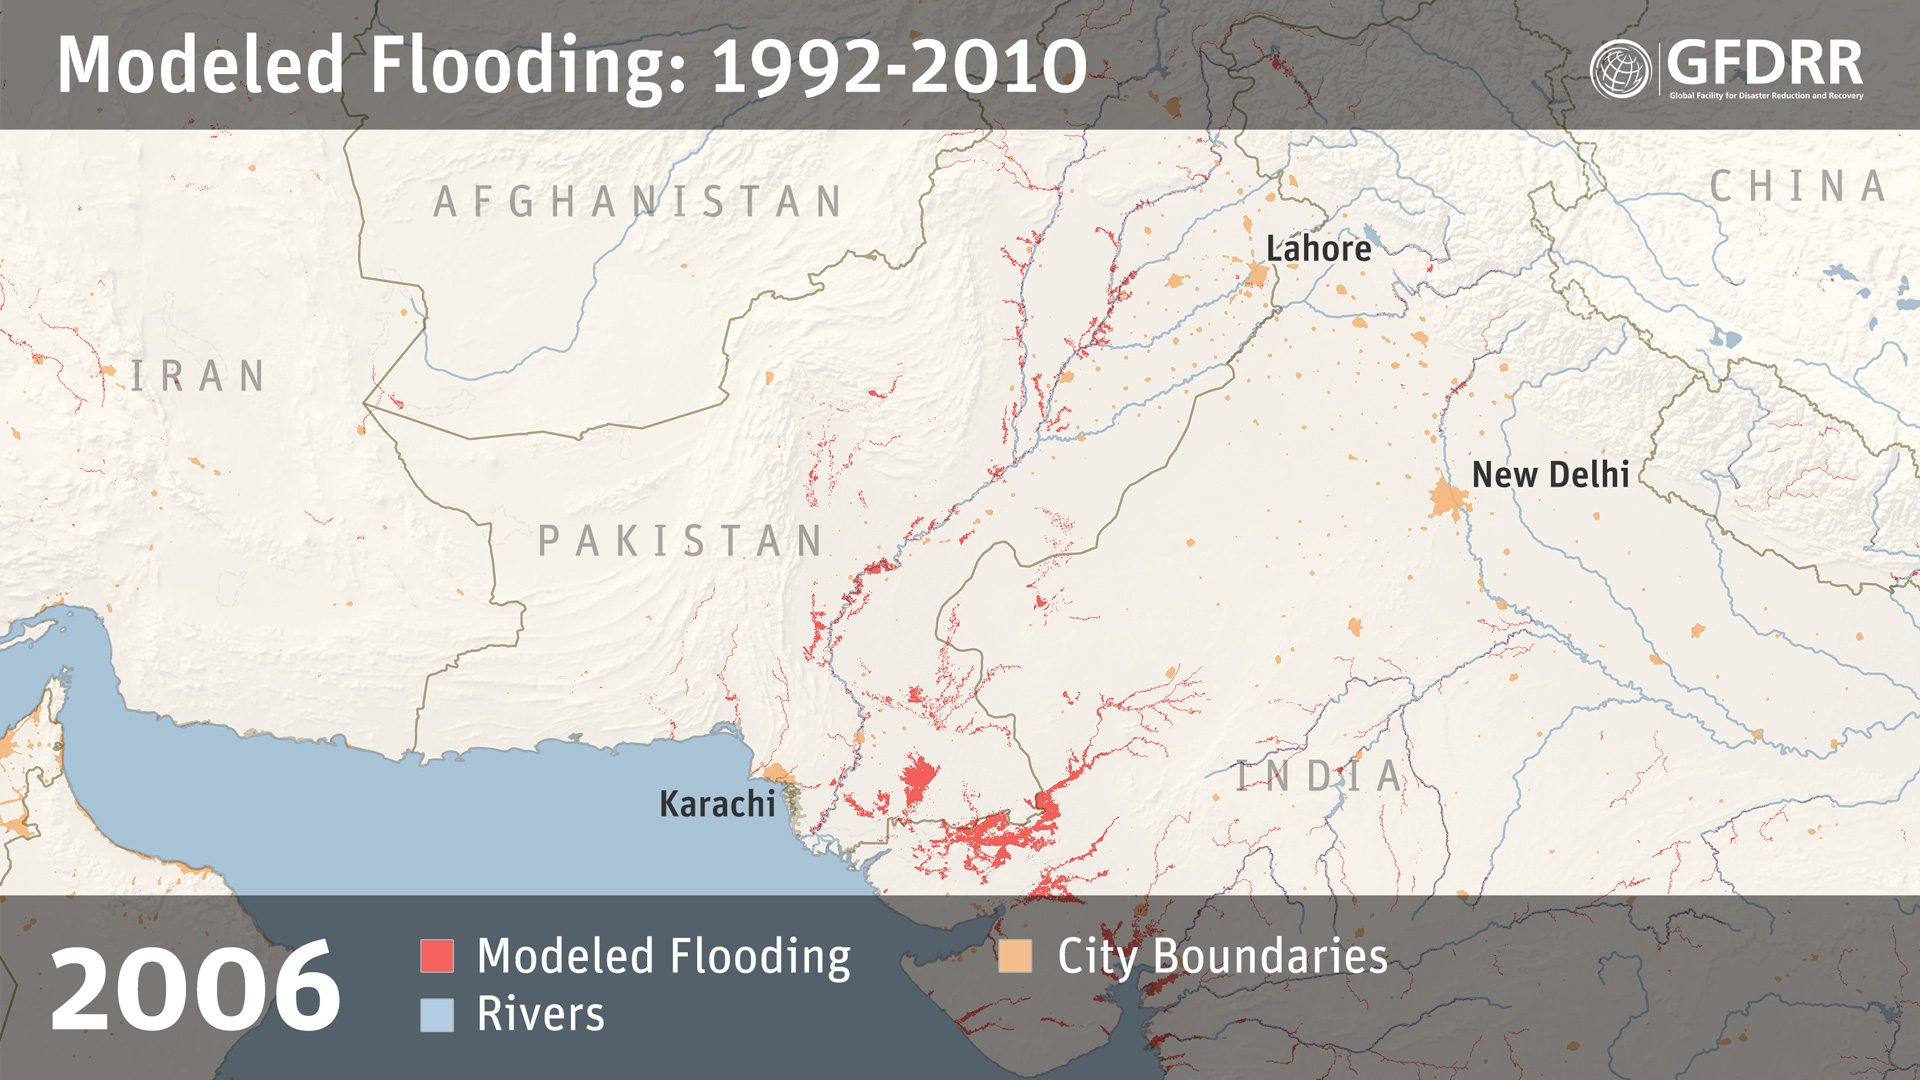 Modeled Flooding: 1992-2010
GFDRR
Global Facility for Disaster Reduction and Recovery
AFGHANISTAN
CHINA
Lahore
IRAN
New Delhi
PAKISTAN
INDIA
Karachi
2006
Modeled Flooding
City Boundaries
Rivers